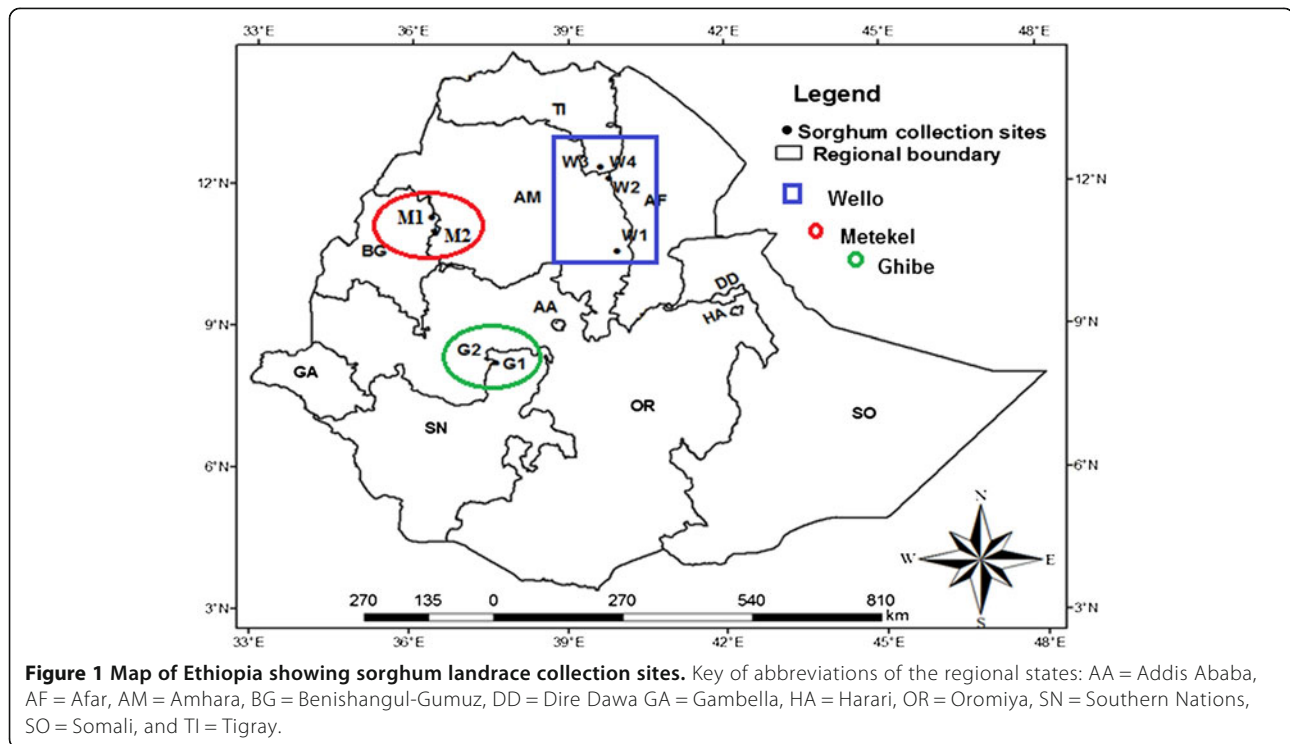 33°E 36°E 39°E 42°E 45°E 48°E
Legend
Sorghum collection sites
Regional boundary
Wello
Metekel
Ghibe
TI
12°N 12°N
W3 W4
W2
AM AF
M1
M2
W1
BG
DD
AA
HA
9°N 9°N
G2
G1
GA
OR SO
SN
6°N 6°N
N
W E
S
270 135 0 270 540 810
km
3°N 3°N
33°E 36°E 39°E 42°E 45°E 48°E
Figure 1 Map of Ethiopia showing sorghum landrace collection sites. Key of abbreviations of the regional states: AA = Addis Ababa,
AF = Afar, AM = Amhara, BG = Benishangul-Gumuz, DD = Dire Dawa GA = Gambella, HA = Harari, OR = Oromiya, SN = Southern Nations,
SO = Somali, and TI = Tigray.